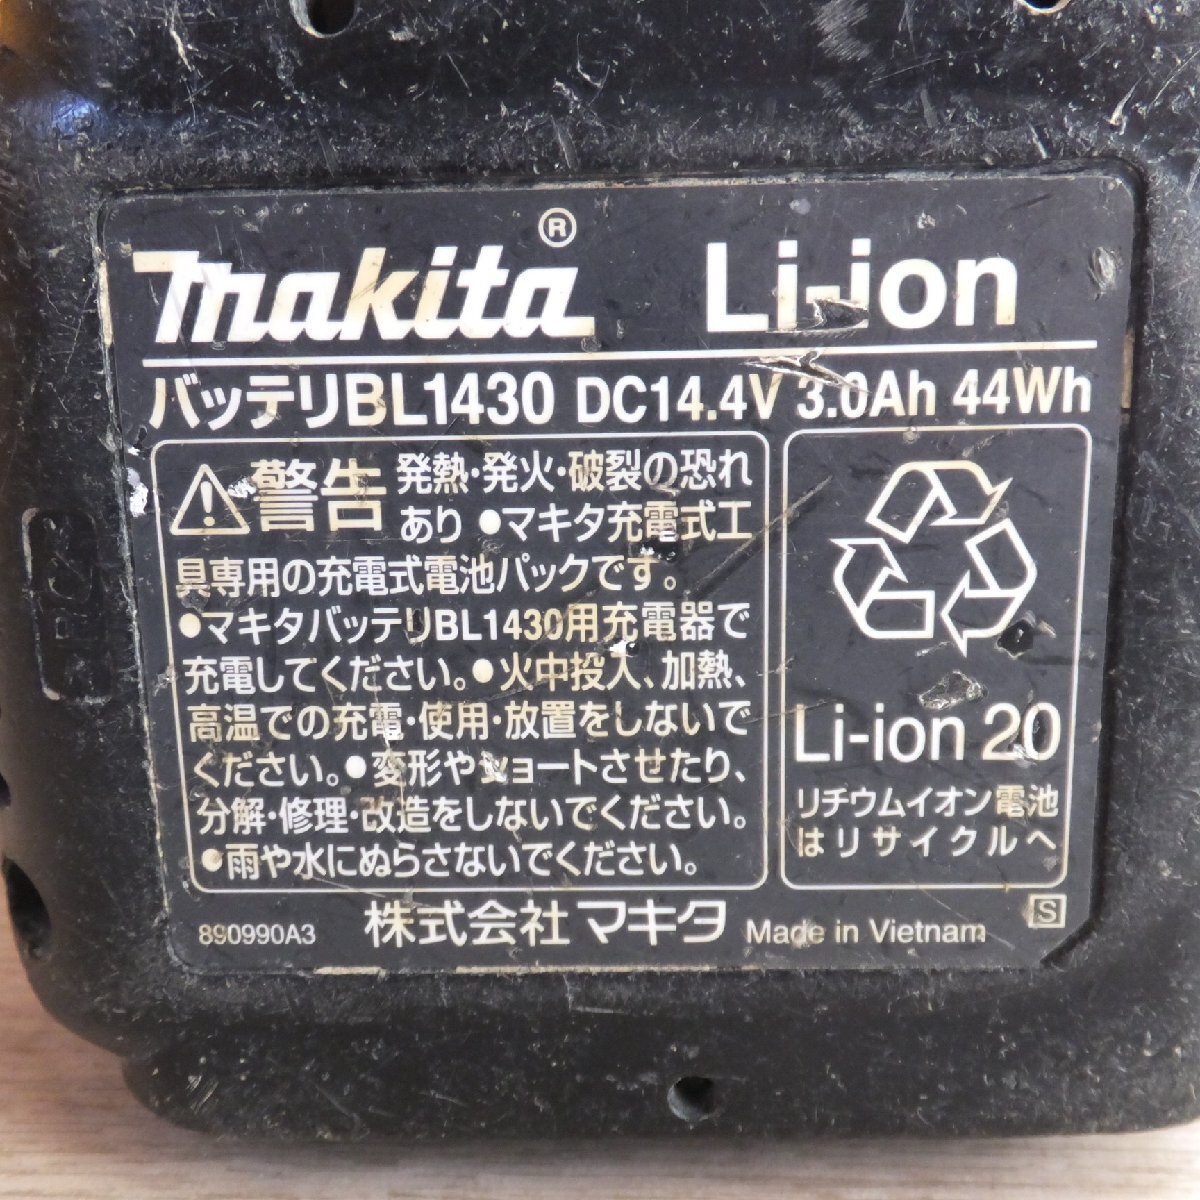 makita® Li-ion
バッテリBL1430 DC14.4V 3.0Ah 44Wh
警告 発熱・発火・破裂の恐れ
あり ●マキタ充電式工
具専用の充電式電池パックです。
●マキタバッテリBL1430用充電器で
充電してください。●火中投入、加熱、
高温での充電・使用・放置をしないで
ください。●変形やショートさせたり、
分解・修理・改造をしないでください。
●雨や水にぬらさないでください。
Li-ion 20
リチウムイオン電池
はリサイクルへ
890990A3 株式会社マキタ Made in Vietnam S